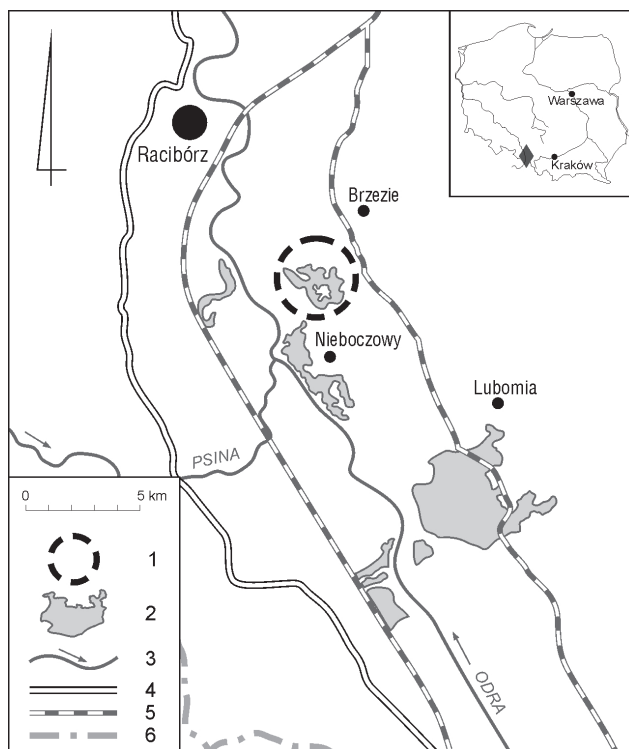 Warszawa
Kraków
Racibórz
Brzezie
Nieboczowy
Lubomia
PSINA
ODRA
0 5 km
1
2
3
4
5
6